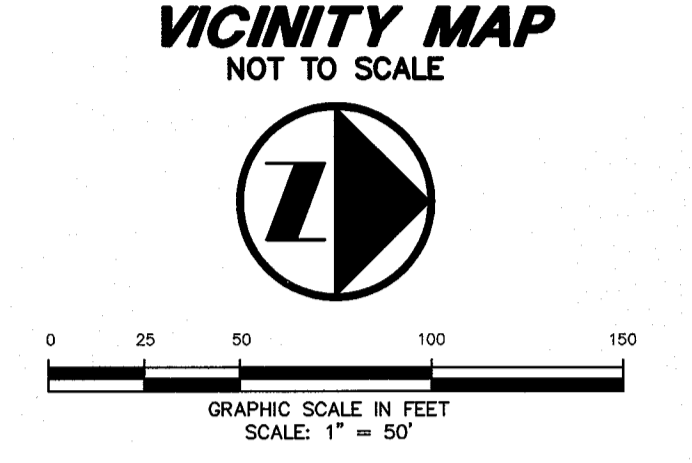 VICINITY MAP
NOT TO SCALE
N
0 25 50 100 150
GRAPHIC SCALE IN FEET
SCALE: 1" = 50'